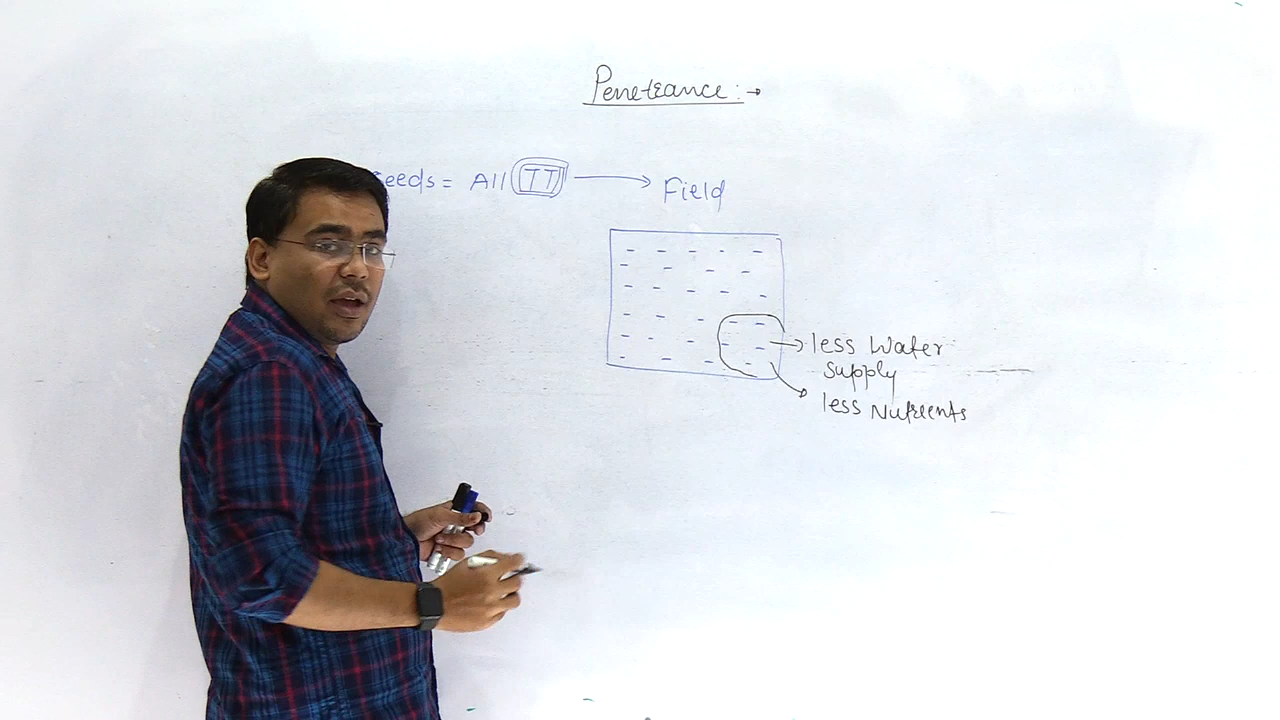 Penetrance :→
Seeds = All TT → Field
less Water
Supply
less Nutrients